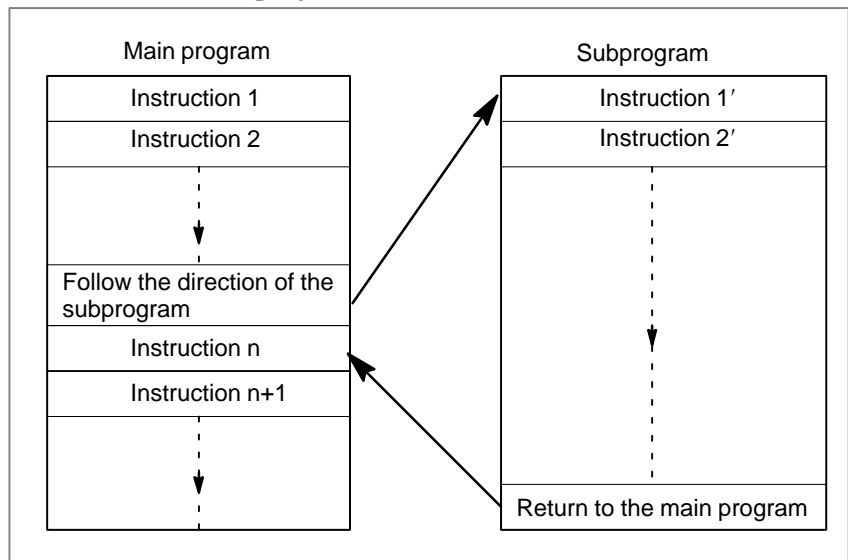 Main program
Instruction 1
Instruction 2
Follow the direction of the
subprogram
Instruction n
Instruction n+1
Subprogram
Instruction 1′
Instruction 2′
Return to the main program